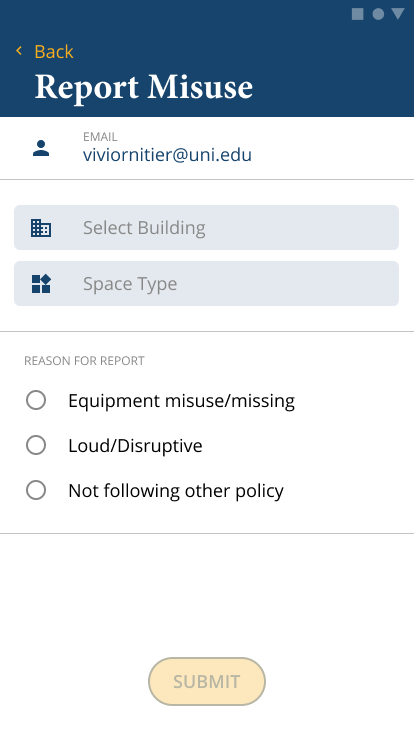 Back
Report Misuse
EMAIL
viviornitier@uni.edu
Select Building
Space Type
REASON FOR REPORT
Equipment misuse/missing
Loud/Disruptive
Not following other policy
SUBMIT